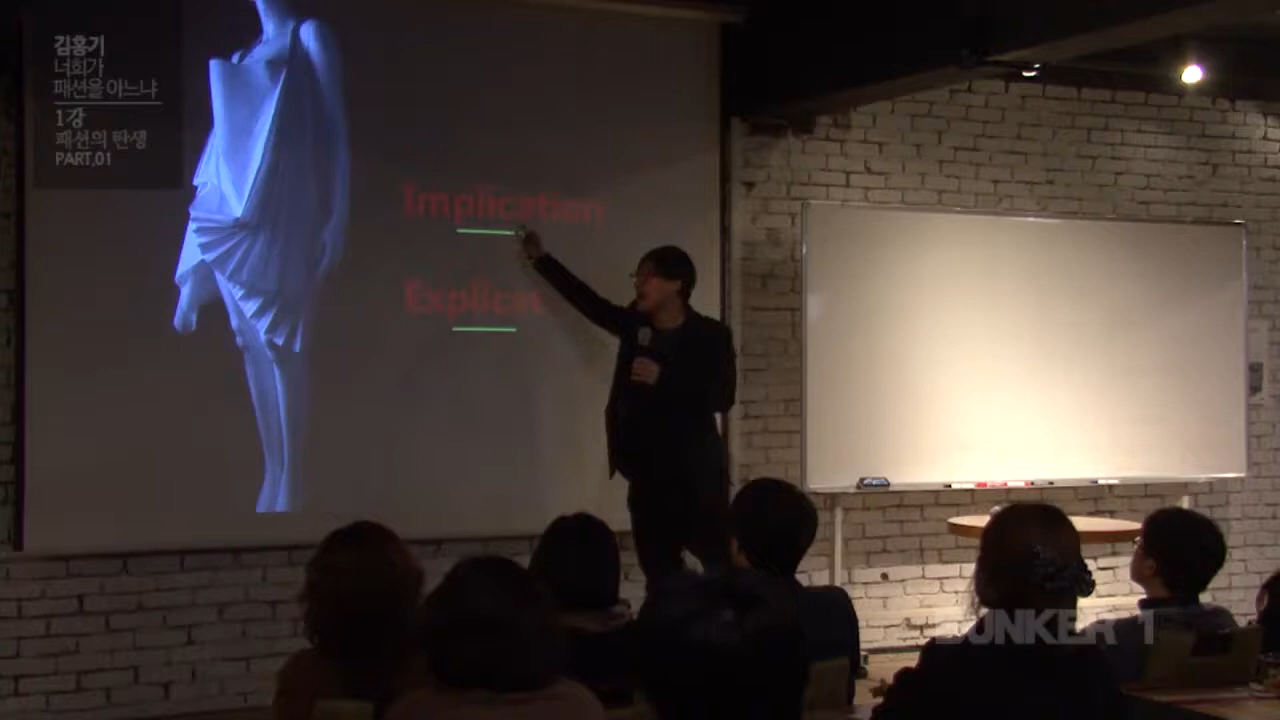 김홍기
너희가
패션을 아느냐
1강
패션의 탄생
PART.01
Implication
Explicat
BUNKER 1